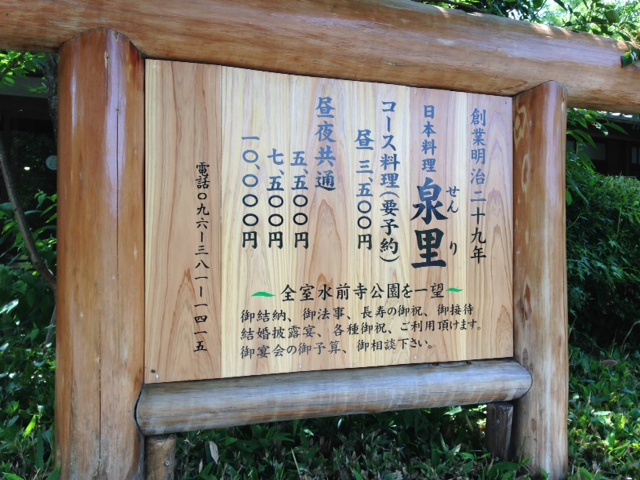 創業明治二十九年
日本料理 泉里
せんり
コース料理(要予約)
昼 三、五〇〇円
昼夜共通
五、五〇〇円
七、五〇〇円
一〇、〇〇〇円
電話〇九六ー三八一ー一四一五
全室水前寺公園を一望
御結納、御法事、長寿の御祝、御接待
結婚披露宴、各種御祝、ご利用頂けます。
御宴会の御予算、御相談下さい。